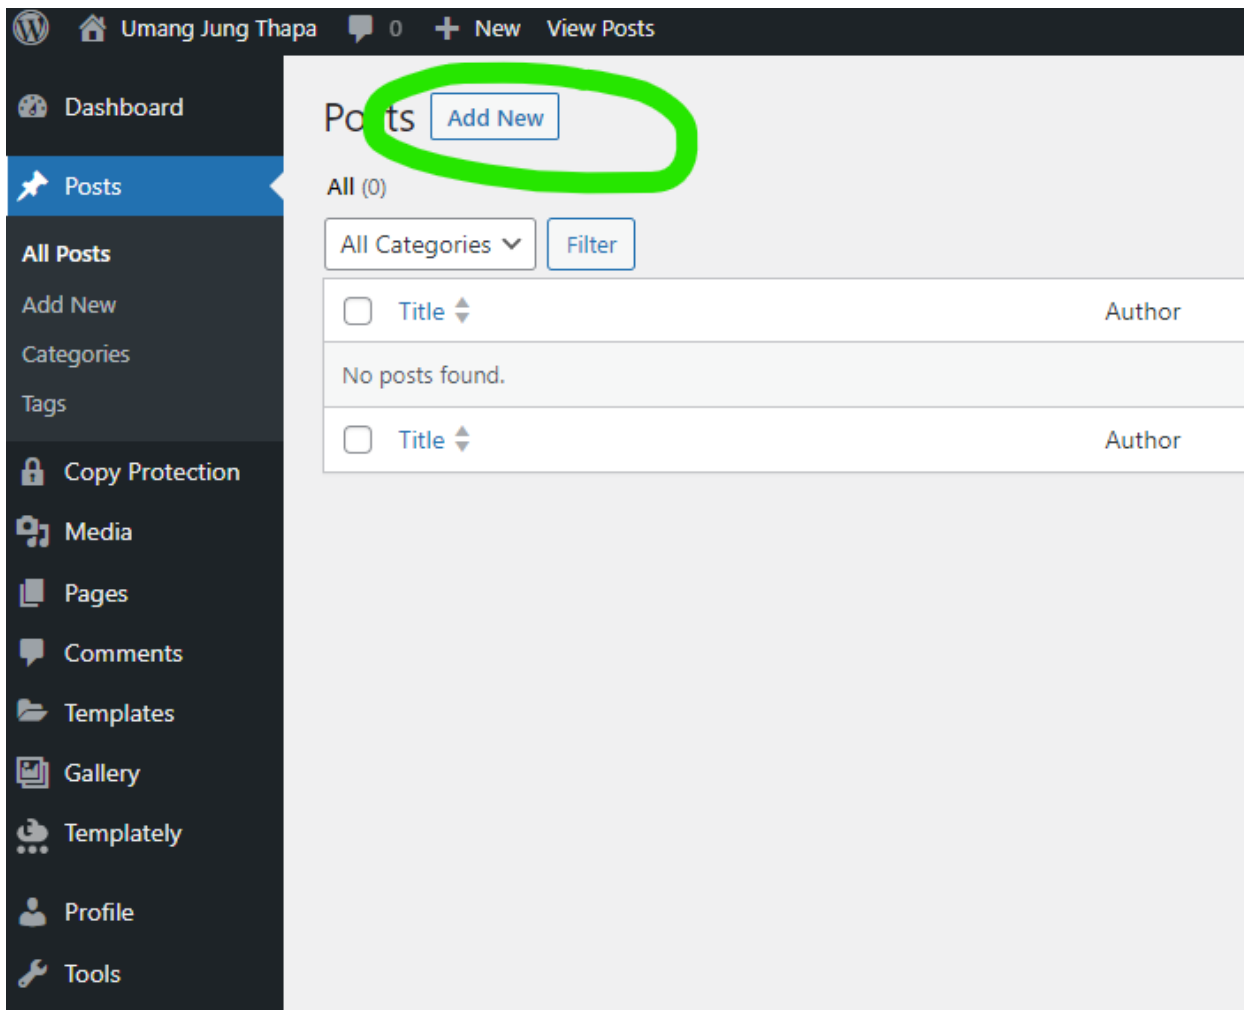 Umang Jung Thapa 0 New View Posts
Dashboard
Posts
All Posts
Add New
Categories
Tags
Copy Protection
Media
Pages
Comments
Templates
Gallery
Templately
Profile
Tools
Posts Add New
All (0)
All Categories Filter
Title Author
No posts found.
Title Author